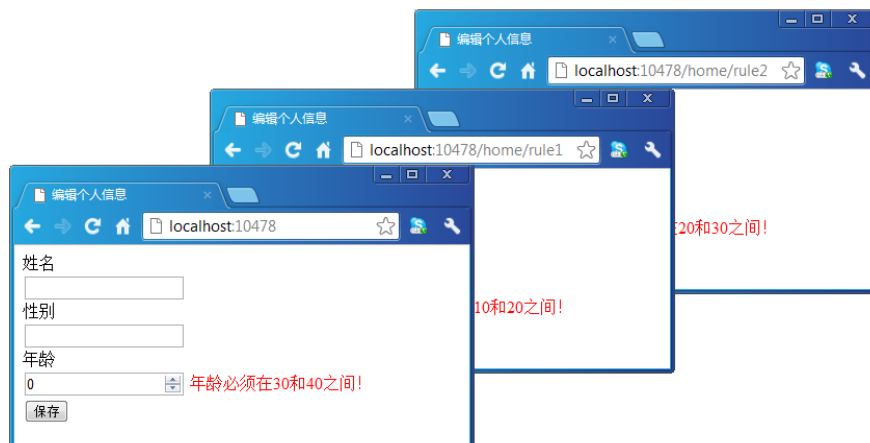 编辑个人信息
localhost:10478/home/rule2
在20和30之间!
编辑个人信息
localhost:10478/home/rule1
10和20之间!
编辑个人信息
localhost:10478
姓名
性别
年龄
0 年龄必须在30和40之间!
保存